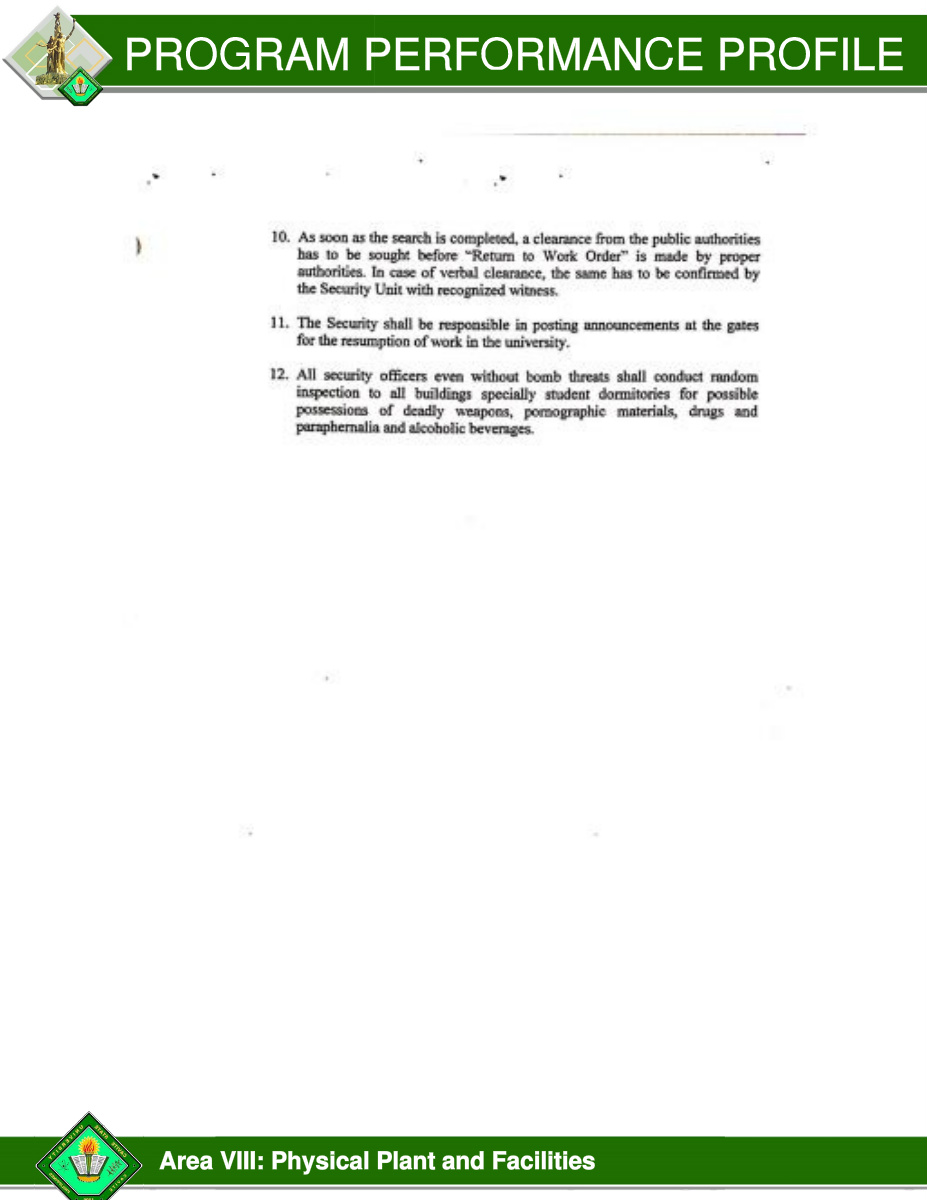 PROGRAM PERFORMANCE PROFILE
10. As soon as the search is completed, a clearance from the public authorities
has to be sought before “Return to Work Order” is made by proper
authorities. In case of verbal clearance, the same has to be confirmed by
the Security Unit with recognized witness.
11. The Security shall be responsible in posting announcements at the gates
for the resumption of work in the university.
12. All security officers even without bomb threats shall conduct random
inspection to all buildings specially student dormitories for possible
possessions of deadly weapons, pornographic materials, drugs and
paraphernalia and alcoholic beverages.
Area VIII: Physical Plant and Facilities